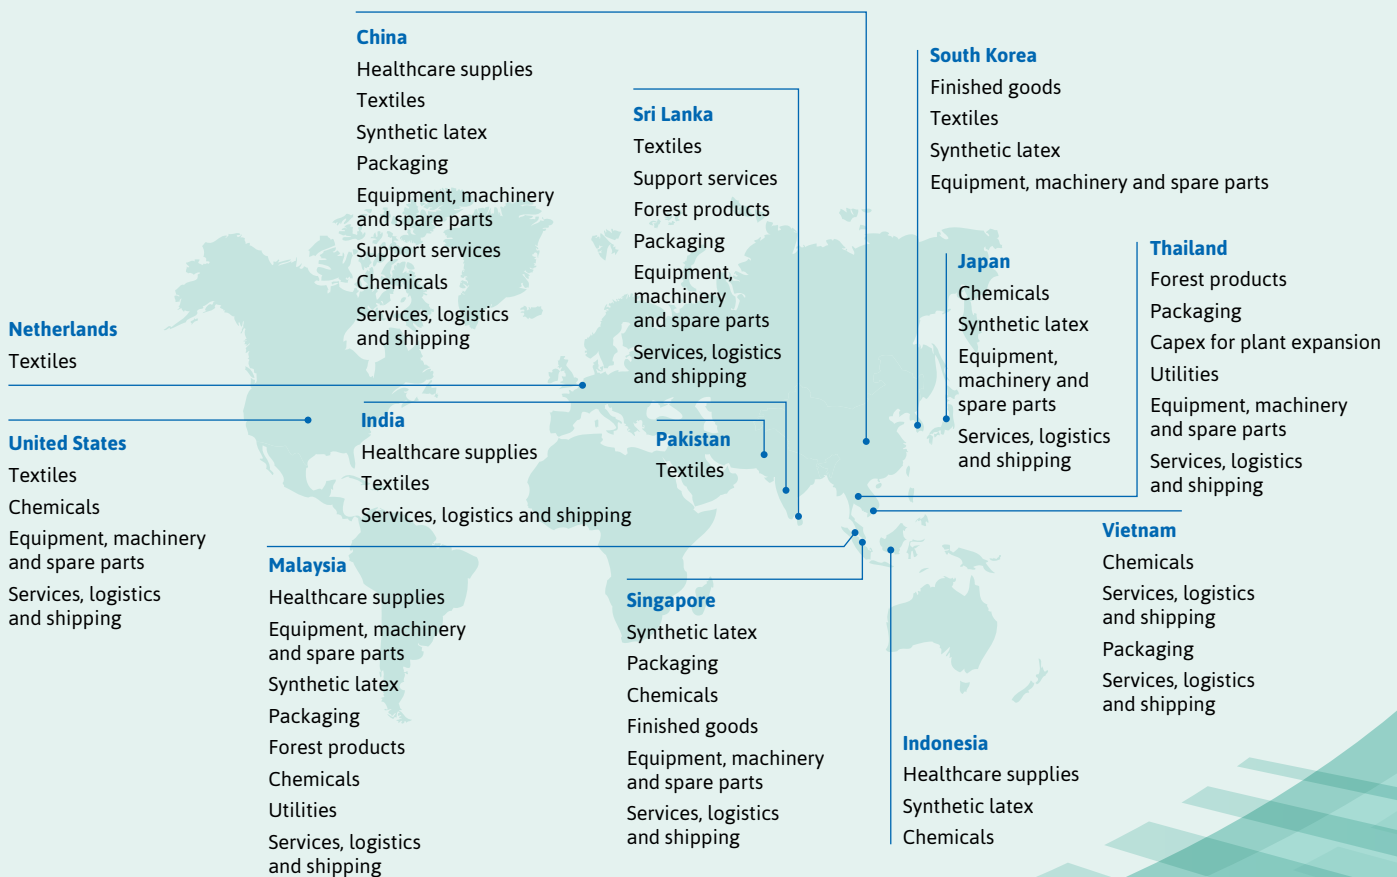 China
Healthcare supplies
Textiles
Synthetic latex
Packaging
Equipment, machinery
and spare parts
Support services
Chemicals
Services, logistics
and shipping
Sri Lanka
Textiles
Support services
Forest products
Packaging
Equipment,
machinery
and spare parts
Services, logistics
and shipping
South Korea
Finished goods
Textiles
Synthetic latex
Equipment, machinery and spare parts
Japan
Chemicals
Synthetic latex
Equipment,
machinery and
spare parts
Services, logistics
and shipping
Thailand
Forest products
Packaging
Capex for plant expansion
Utilities
Equipment, machinery
and spare parts
Services, logistics
and shipping
Netherlands
Textiles
United States
Textiles
Chemicals
Equipment, machinery
and spare parts
Services, logistics
and shipping
India
Healthcare supplies
Textiles
Services, logistics and shipping
Pakistan
Textiles
Malaysia
Healthcare supplies
Equipment, machinery
and spare parts
Synthetic latex
Packaging
Forest products
Chemicals
Utilities
Services, logistics
and shipping
Singapore
Synthetic latex
Packaging
Chemicals
Finished goods
Equipment, machinery
and spare parts
Services, logistics
and shipping
Vietnam
Chemicals
Services, logistics
and shipping
Packaging
Services, logistics
and shipping
Indonesia
Healthcare supplies
Synthetic latex
Chemicals